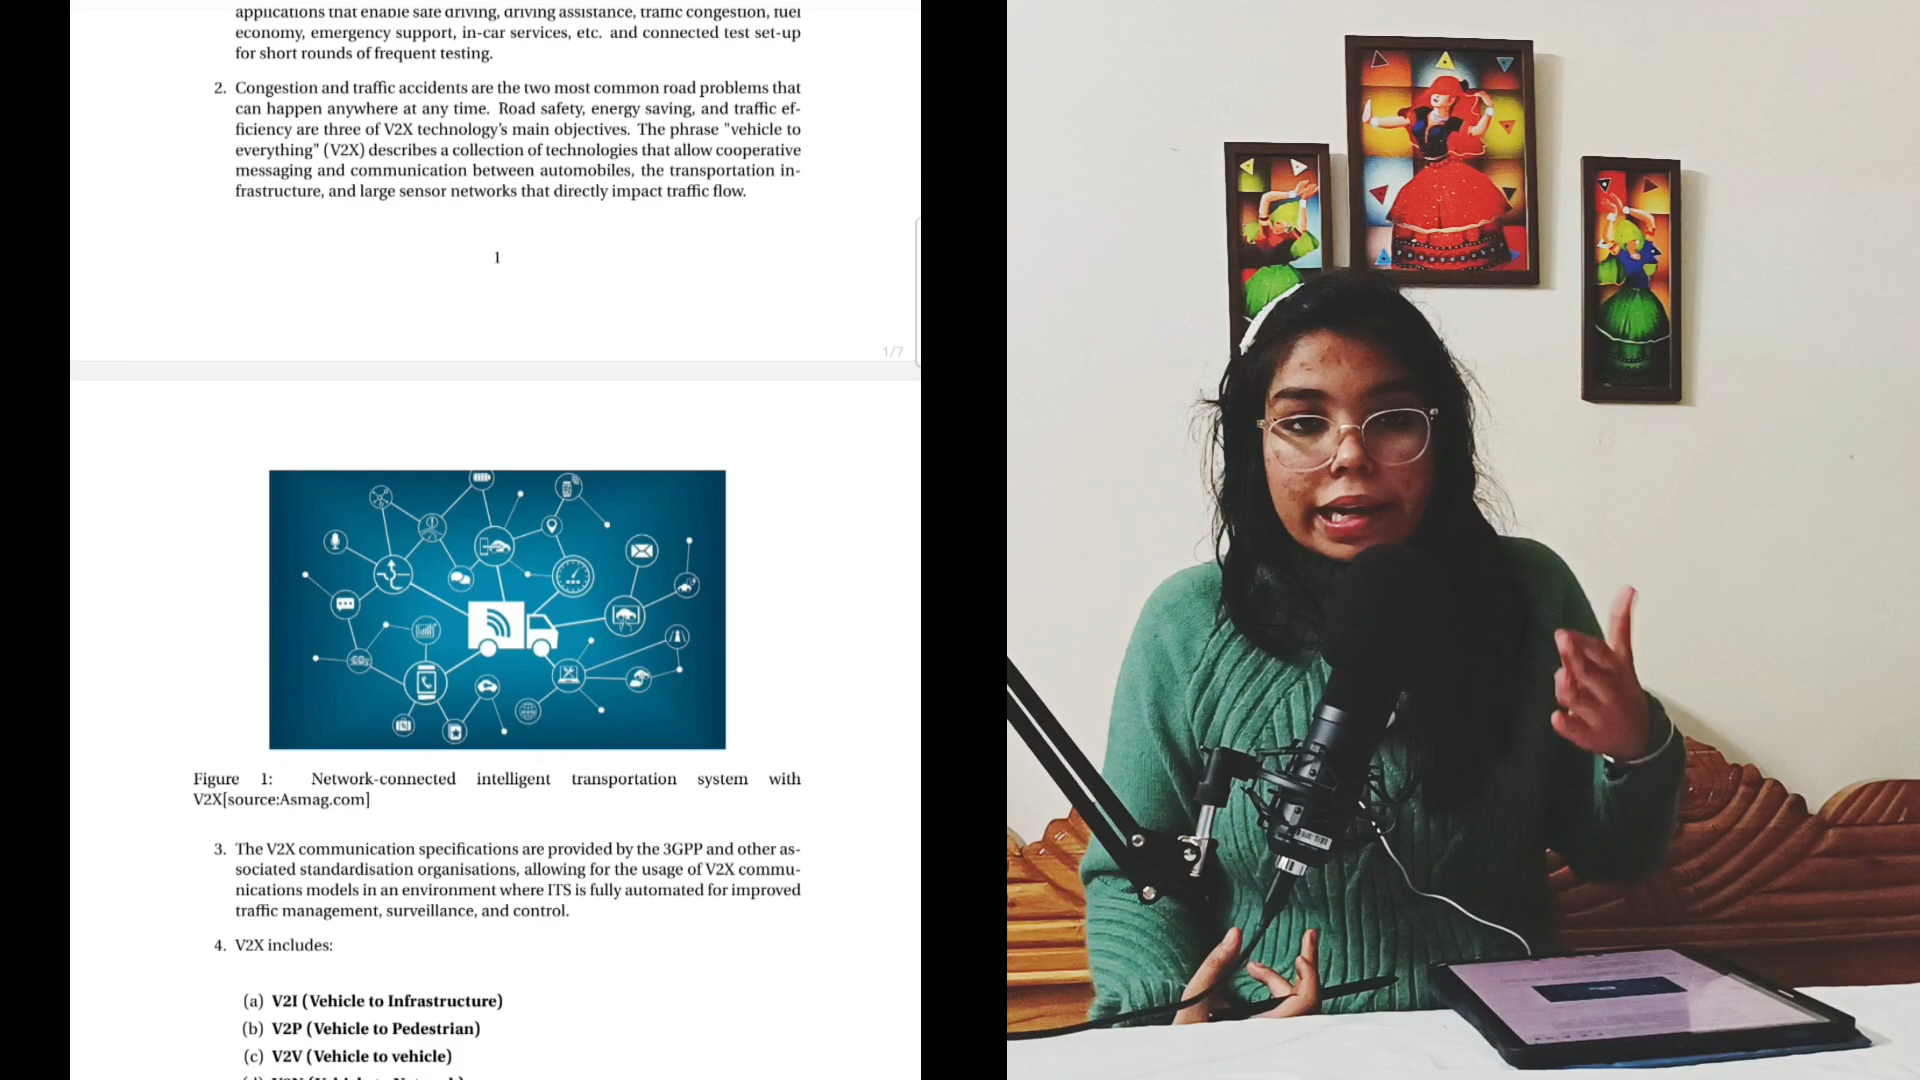 applications that enable safe driving, driving assistance, traffic congestion, fuel
economy, emergency support, in-car services, etc. and connected test set-up
for short rounds of frequent testing.
2. Congestion and traffic accidents are the two most common road problems that
can happen anywhere at any time. Road safety, energy saving, and traffic ef-
ficiency are three of V2X technology's main objectives. The phrase "vehicle to
everything" (V2X) describes a collection of technologies that allow cooperative
messaging and communication between automobiles, the transportation in-
frastructure, and large sensor networks that directly impact traffic flow.
1
1/7
Figure 1: Network-connected intelligent transportation system with
V2X[source:Asmag.com]
3. The V2X communication specifications are provided by the 3GPP and other as-
sociated standardisation organisations, allowing for the usage of V2X commu-
nications models in an environment where ITS is fully automated for improved
traffic management, surveillance, and control.
4. V2X includes:
(a) V2I (Vehicle to Infrastructure)
(b) V2P (Vehicle to Pedestrian)
(c) V2V (Vehicle to vehicle)